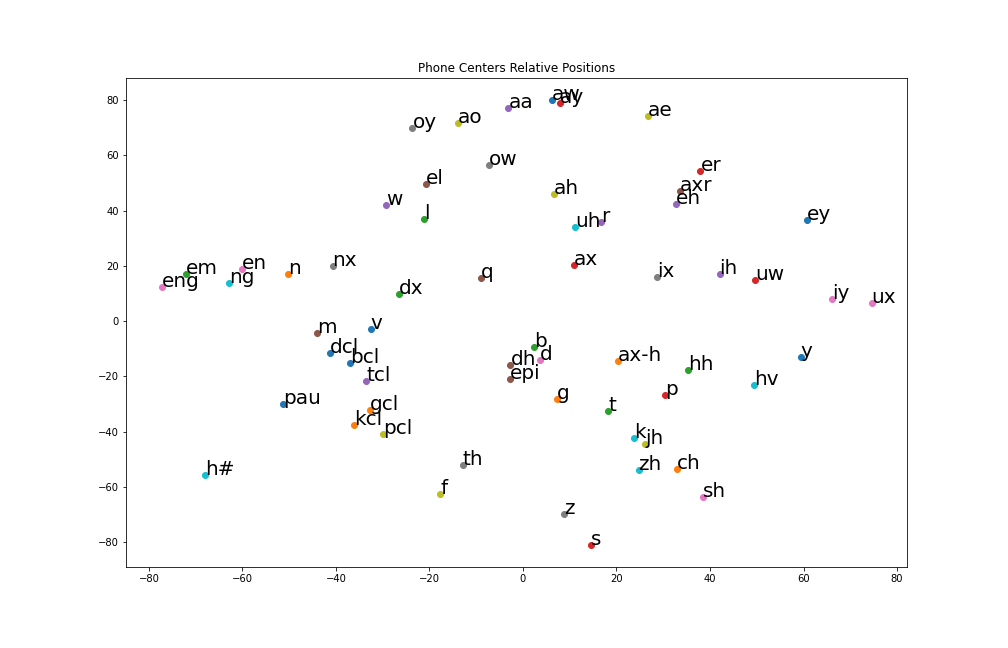 Phone Centers Relative Positions
80
60
40
20
0
−20
−40
−60
−80
aw
ay
aa
ae
ao
oy
ow
er
el
axr
ah
eh
w
l
uh
r
ey
nx
ax
ix
ih
uw
q
eng
em
ng
en
n
dx
iy
ux
m
v
dcl
bcl
tcl
b
d
dh
epi
ax-h
hh
y
hv
pau
gcl
kcl
pcl
g
t
p
k
jh
h#
th
zh
ch
f
sh
z
s
−80 −60 −40 −20 0 20 40 60 80